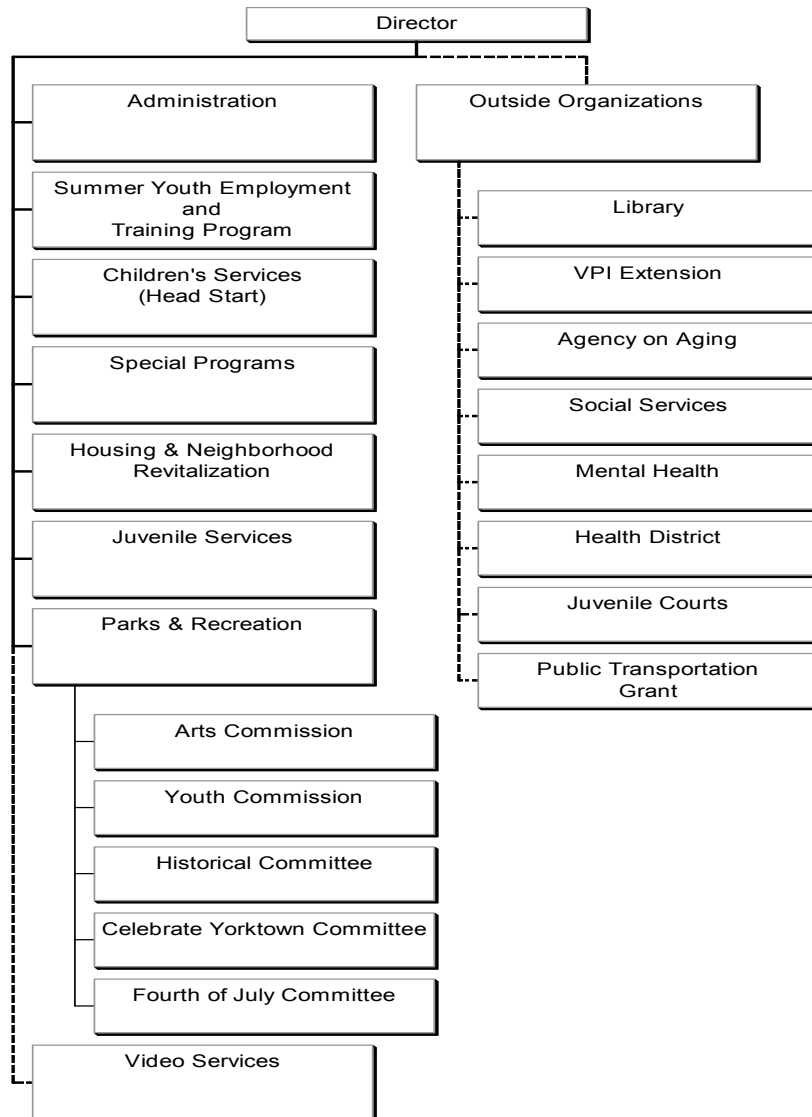 Director
Administration
Summer Youth Employment
and
Training Program
Children's Services
(Head Start)
Special Programs
Housing & Neighborhood
Revitalization
Juvenile Services
Parks & Recreation
Arts Commission
Youth Commission
Historical Committee
Celebrate Yorktown Committee
Fourth of July Committee
Video Services
Outside Organizations
Library
VPI Extension
Agency on Aging
Social Services
Mental Health
Health District
Juvenile Courts
Public Transportation
Grant